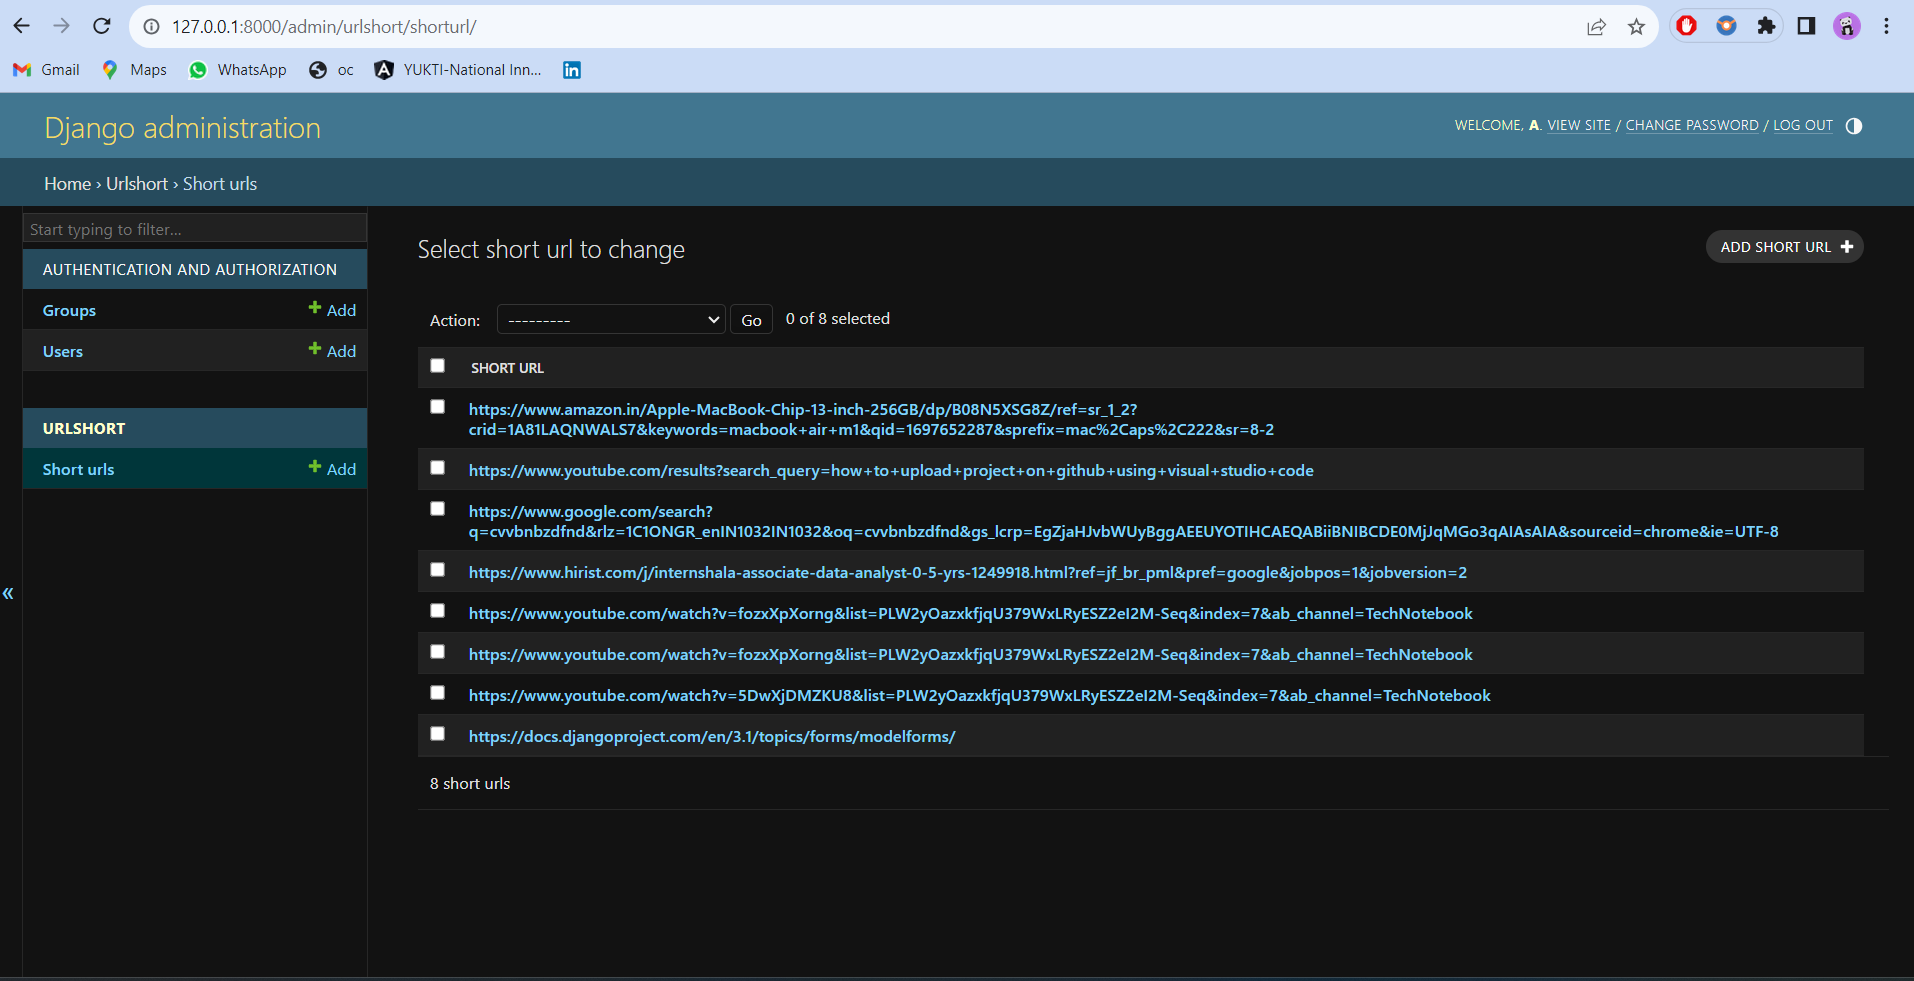 127.0.0.1:8000/admin/urlshort/shorturl/
Gmail Maps WhatsApp oc YUKTI-National Inn...
Django administration
WELCOME, A. VIEW SITE / CHANGE PASSWORD / LOG OUT
Home › Urlshort › Short urls
Start typing to filter...
AUTHENTICATION AND AUTHORIZATION
Groups Add
Users Add
URLSHORT
Short urls Add
«
Select short url to change
ADD SHORT URL
Action: --------- Go 0 of 8 selected
SHORT URL
https://www.amazon.in/Apple-MacBook-Chip-13-inch-256GB/dp/B08N5XSG8Z/ref=sr_1_2?
crid=1A81LAQNWALS7&keywords=macbook+air+m1&qid=1697652287&sprefix=mac%2Caps%2C222&sr=8-2
https://www.youtube.com/results?search_query=how+to+upload+project+on+github+using+visual+studio+code
https://www.google.com/search?
q=cvvbnbzdfnd&rlz=1C1ONGR_enIN1032IN1032&oq=cvvbnbzdfnd&gs_lcrp=EgZjaHJvbWUyBggAEEUYOTIHCAEQABiiBNIBCDE0MjJqMGo3qAIAsAIA&sourceid=chrome&ie=UTF-8
https://www.hirist.com/j/internshala-associate-data-analyst-0-5-yrs-1249918.html?ref=jf_br_pml&pref=google&jobpos=1&jobversion=2
https://www.youtube.com/watch?v=fozxXpXorng&list=PLW2yOazxkfjqU379WxLRyESZ2eI2M-Seq&index=7&ab_channel=TechNotebook
https://www.youtube.com/watch?v=fozxXpXorng&list=PLW2yOazxkfjqU379WxLRyESZ2eI2M-Seq&index=7&ab_channel=TechNotebook
https://www.youtube.com/watch?v=5DwXjDMZKU8&list=PLW2yOazxkfjqU379WxLRyESZ2eI2M-Seq&index=7&ab_channel=TechNotebook
https://docs.djangoproject.com/en/3.1/topics/forms/modelforms/
8 short urls